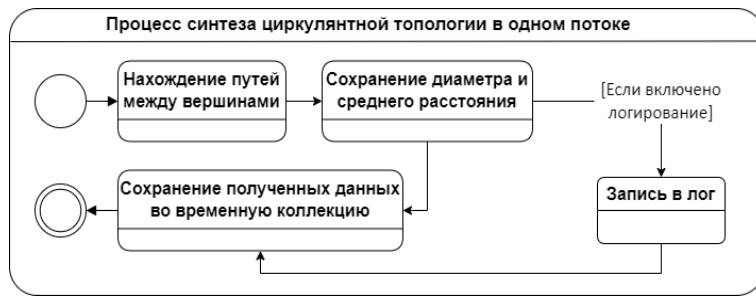 Процесс синтеза циркулянтной топологии в одном потоке
Нахождение путей
между вершинами
Сохранение диаметра и
среднего расстояния
[Если включено
логирование]
Сохранение полученных данных
во временную коллекцию
Запись в лог